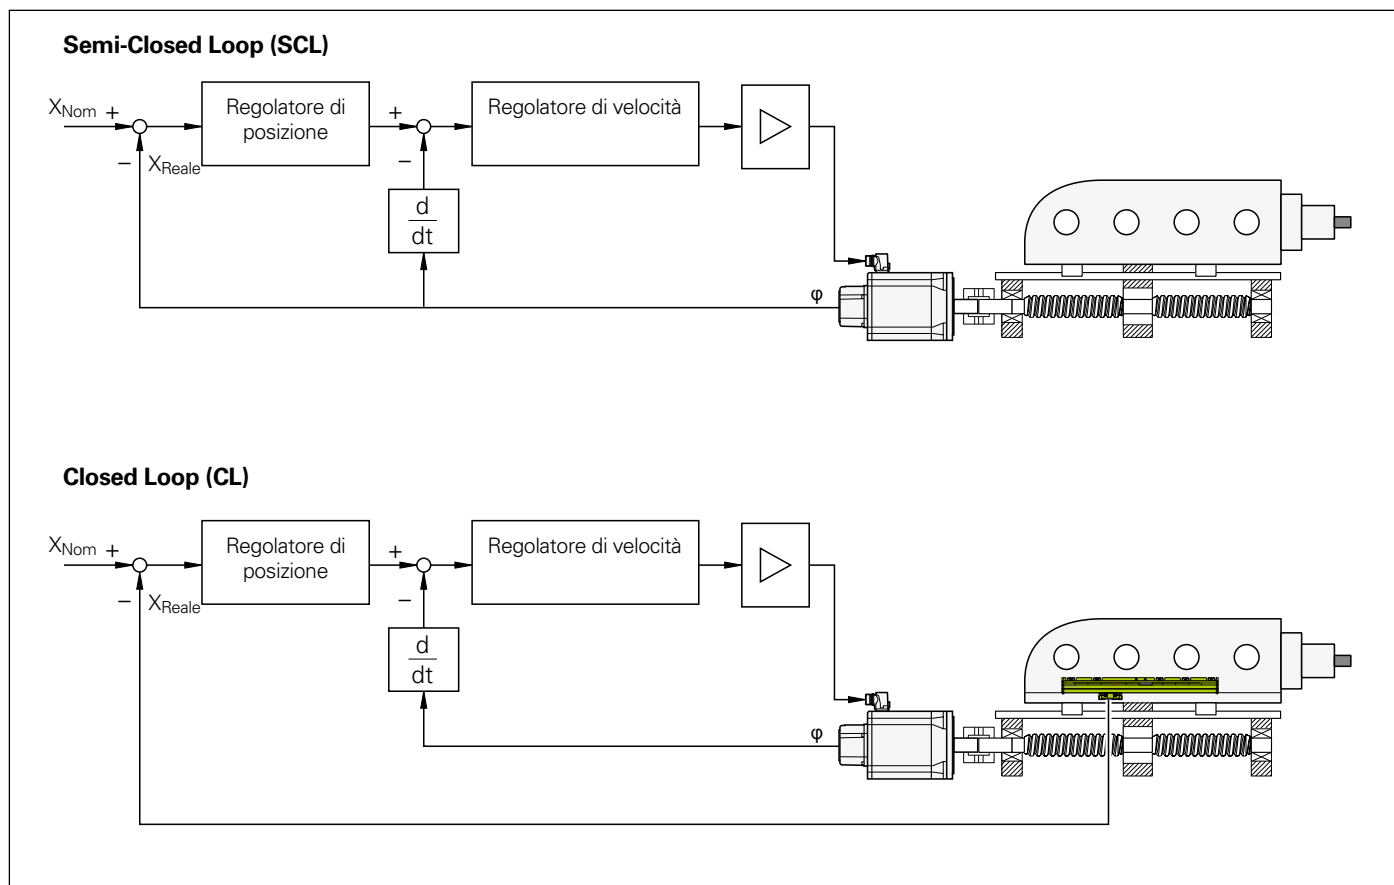 Semi-Closed Loop (SCL)
XNom + Regolatore di posizione + Regolatore di velocità
− XReale −
d
dt
φ
Closed Loop (CL)
XNom + Regolatore di posizione + Regolatore di velocità
− XReale −
d
dt
φ